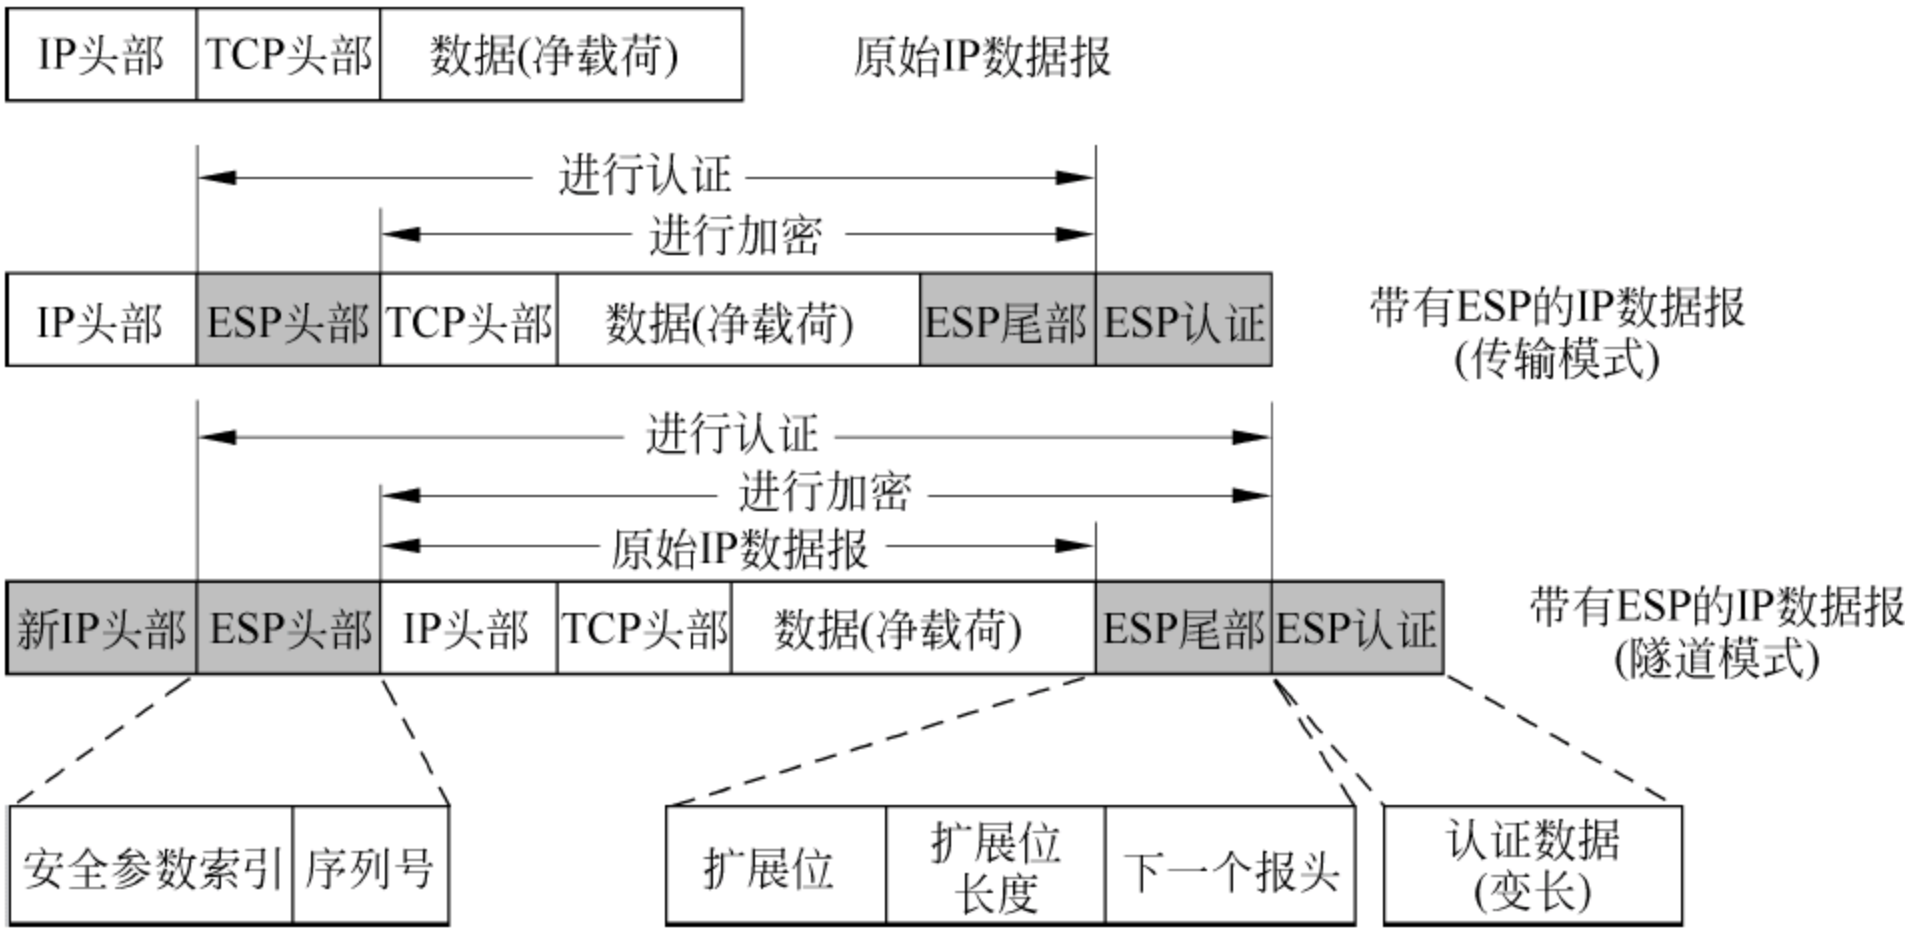 IP头部 TCP头部 数据(净载荷) 原始IP数据报
进行认证
进行加密
IP头部 ESP头部 TCP头部 数据(净载荷) ESP尾部 ESP认证
带有ESP的IP数据报
(传输模式)
进行认证
进行加密
原始IP数据报
新IP头部 ESP头部 IP头部 TCP头部 数据(净载荷) ESP尾部 ESP认证
带有ESP的IP数据报
(隧道模式)
安全参数索引 序列号
扩展位
扩展位
长度
下一个报头
认证数据
(变长)